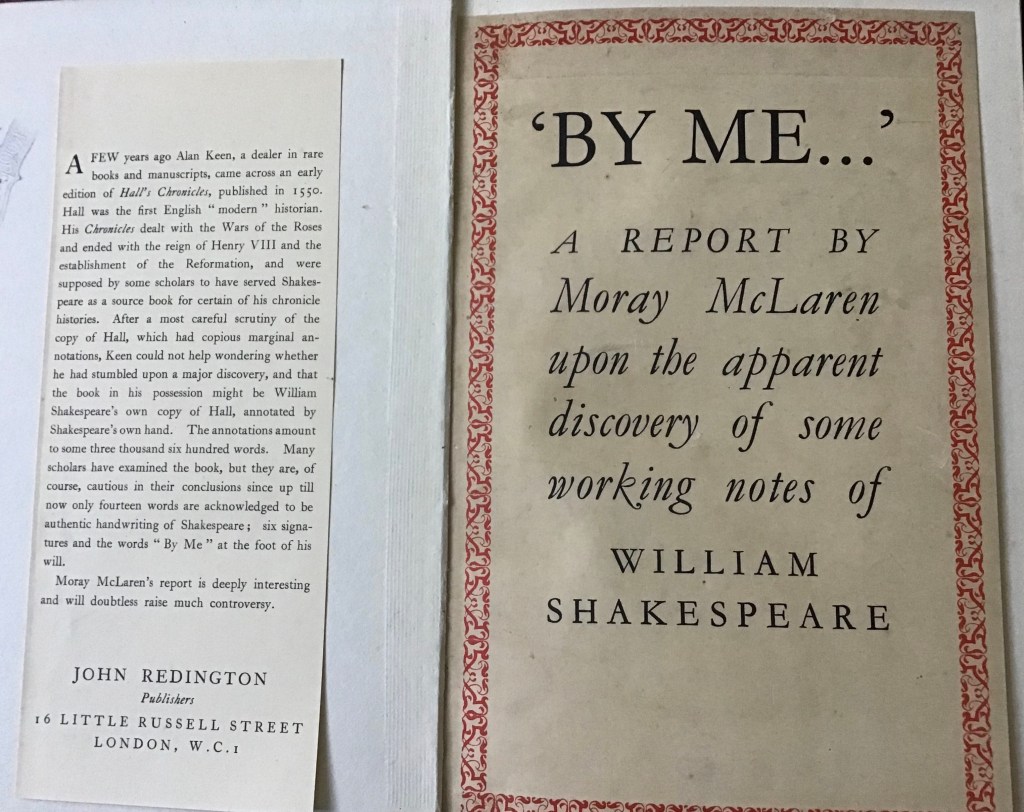 A FEW years ago Alan Keen, a dealer in rare
books and manuscripts, came across an early
edition of Hall's Chronicles, published in 1550.
Hall was the first English " modern " historian.
His Chronicles dealt with the Wars of the Roses
and ended with the reign of Henry VIII and the
establishment of the Reformation, and were
supposed by some scholars to have served Shakes-
peare as a source book for certain of his chronicle
histories. After a most careful scrutiny of the
copy of Hall, which had copious marginal an-
notations, Keen could not help wondering whether
he had stumbled upon a major discovery, and that
the book in his possession might be William
Shakespeare's own copy of Hall, annotated by
Shakespeare's own hand. The annotations amount
to some three thousand six hundred words. Many
scholars have examined the book, but they are, of
course, cautious in their conclusions since up till
now only fourteen words are acknowledged to be
authentic handwriting of Shakespeare ; six signa-
tures and the words " By Me " at the foot of his
will.
Moray McLaren's report is deeply interesting
and will doubtless raise much controversy.
JOHN REDINGTON
Publishers
16 LITTLE RUSSELL STREET
LONDON, W.C.1
‘BY ME...’
A REPORT BY
Moray McLaren
upon the apparent
discovery of some
working notes of
WILLIAM
SHAKESPEARE